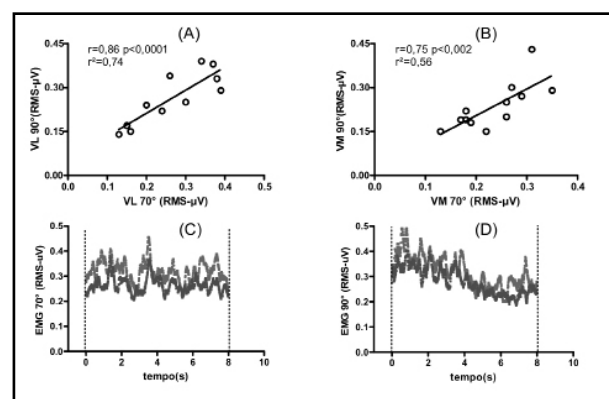 (A)
r=0,86 p<0,0001
r²=0,74
VL 90°(RMS-µV)
0.45
0.30
0.15
0.00
0.0 0.1 0.2 0.3 0.4 0.5
VL 70° (RMS-µV)
(B)
r=0,75 p<0,002
r²=0,56
VM 90°(RMS-µV)
0.45
0.30
0.15
0.00
0.0 0.1 0.2 0.3 0.4
VM 70° (RMS-µV)
(C)
EMG 70° (RMS-uV)
0.5
0.4
0.3
0.2
0.1
0.0
0 2 4 6 8 10
tempo(s)
(D)
EMG 90° (RMS-uV)
0.5
0.4
0.3
0.2
0.1
0.0
0 2 4 6 8 10
tempo(s)